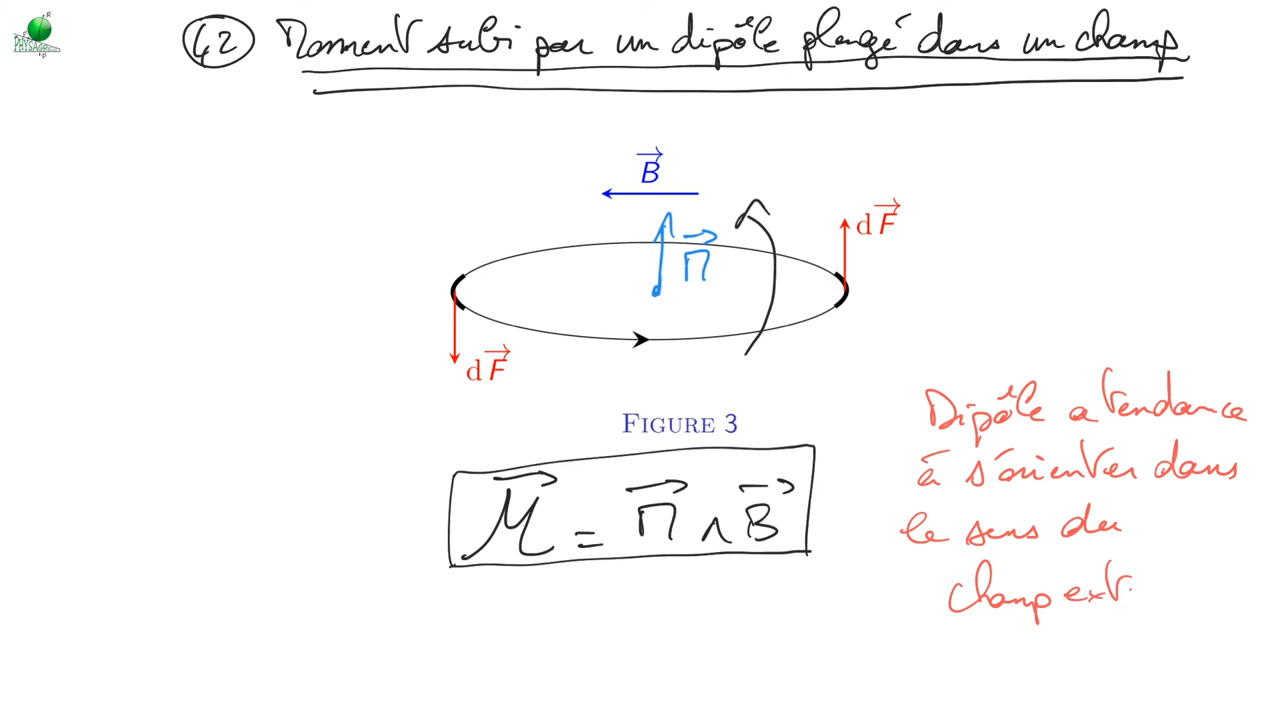 42 Moment subi par un dipôle plongé dans un champ
B
M
dF
dF
FIGURE 3
M = M ∧ B
Dipôle a tendance
à s'orienter dans
le sens du
champ ext.